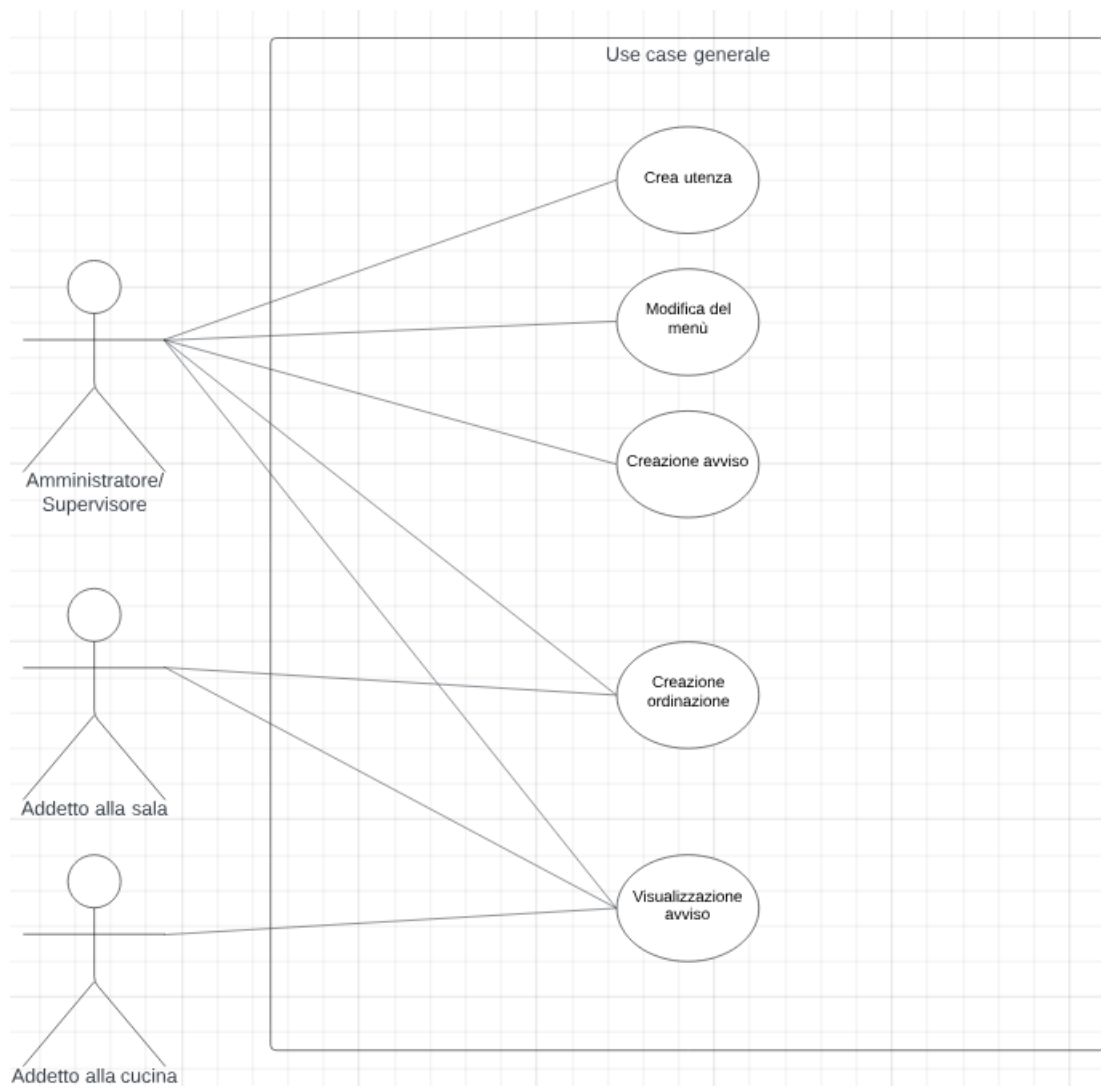 Use case generale
Crea utenza
Modifica del
menù
Creazione avviso
Amministratore/
Supervisore
Creazione
ordinazione
Addetto alla sala
Visualizzazione
avviso
Addetto alla cucina